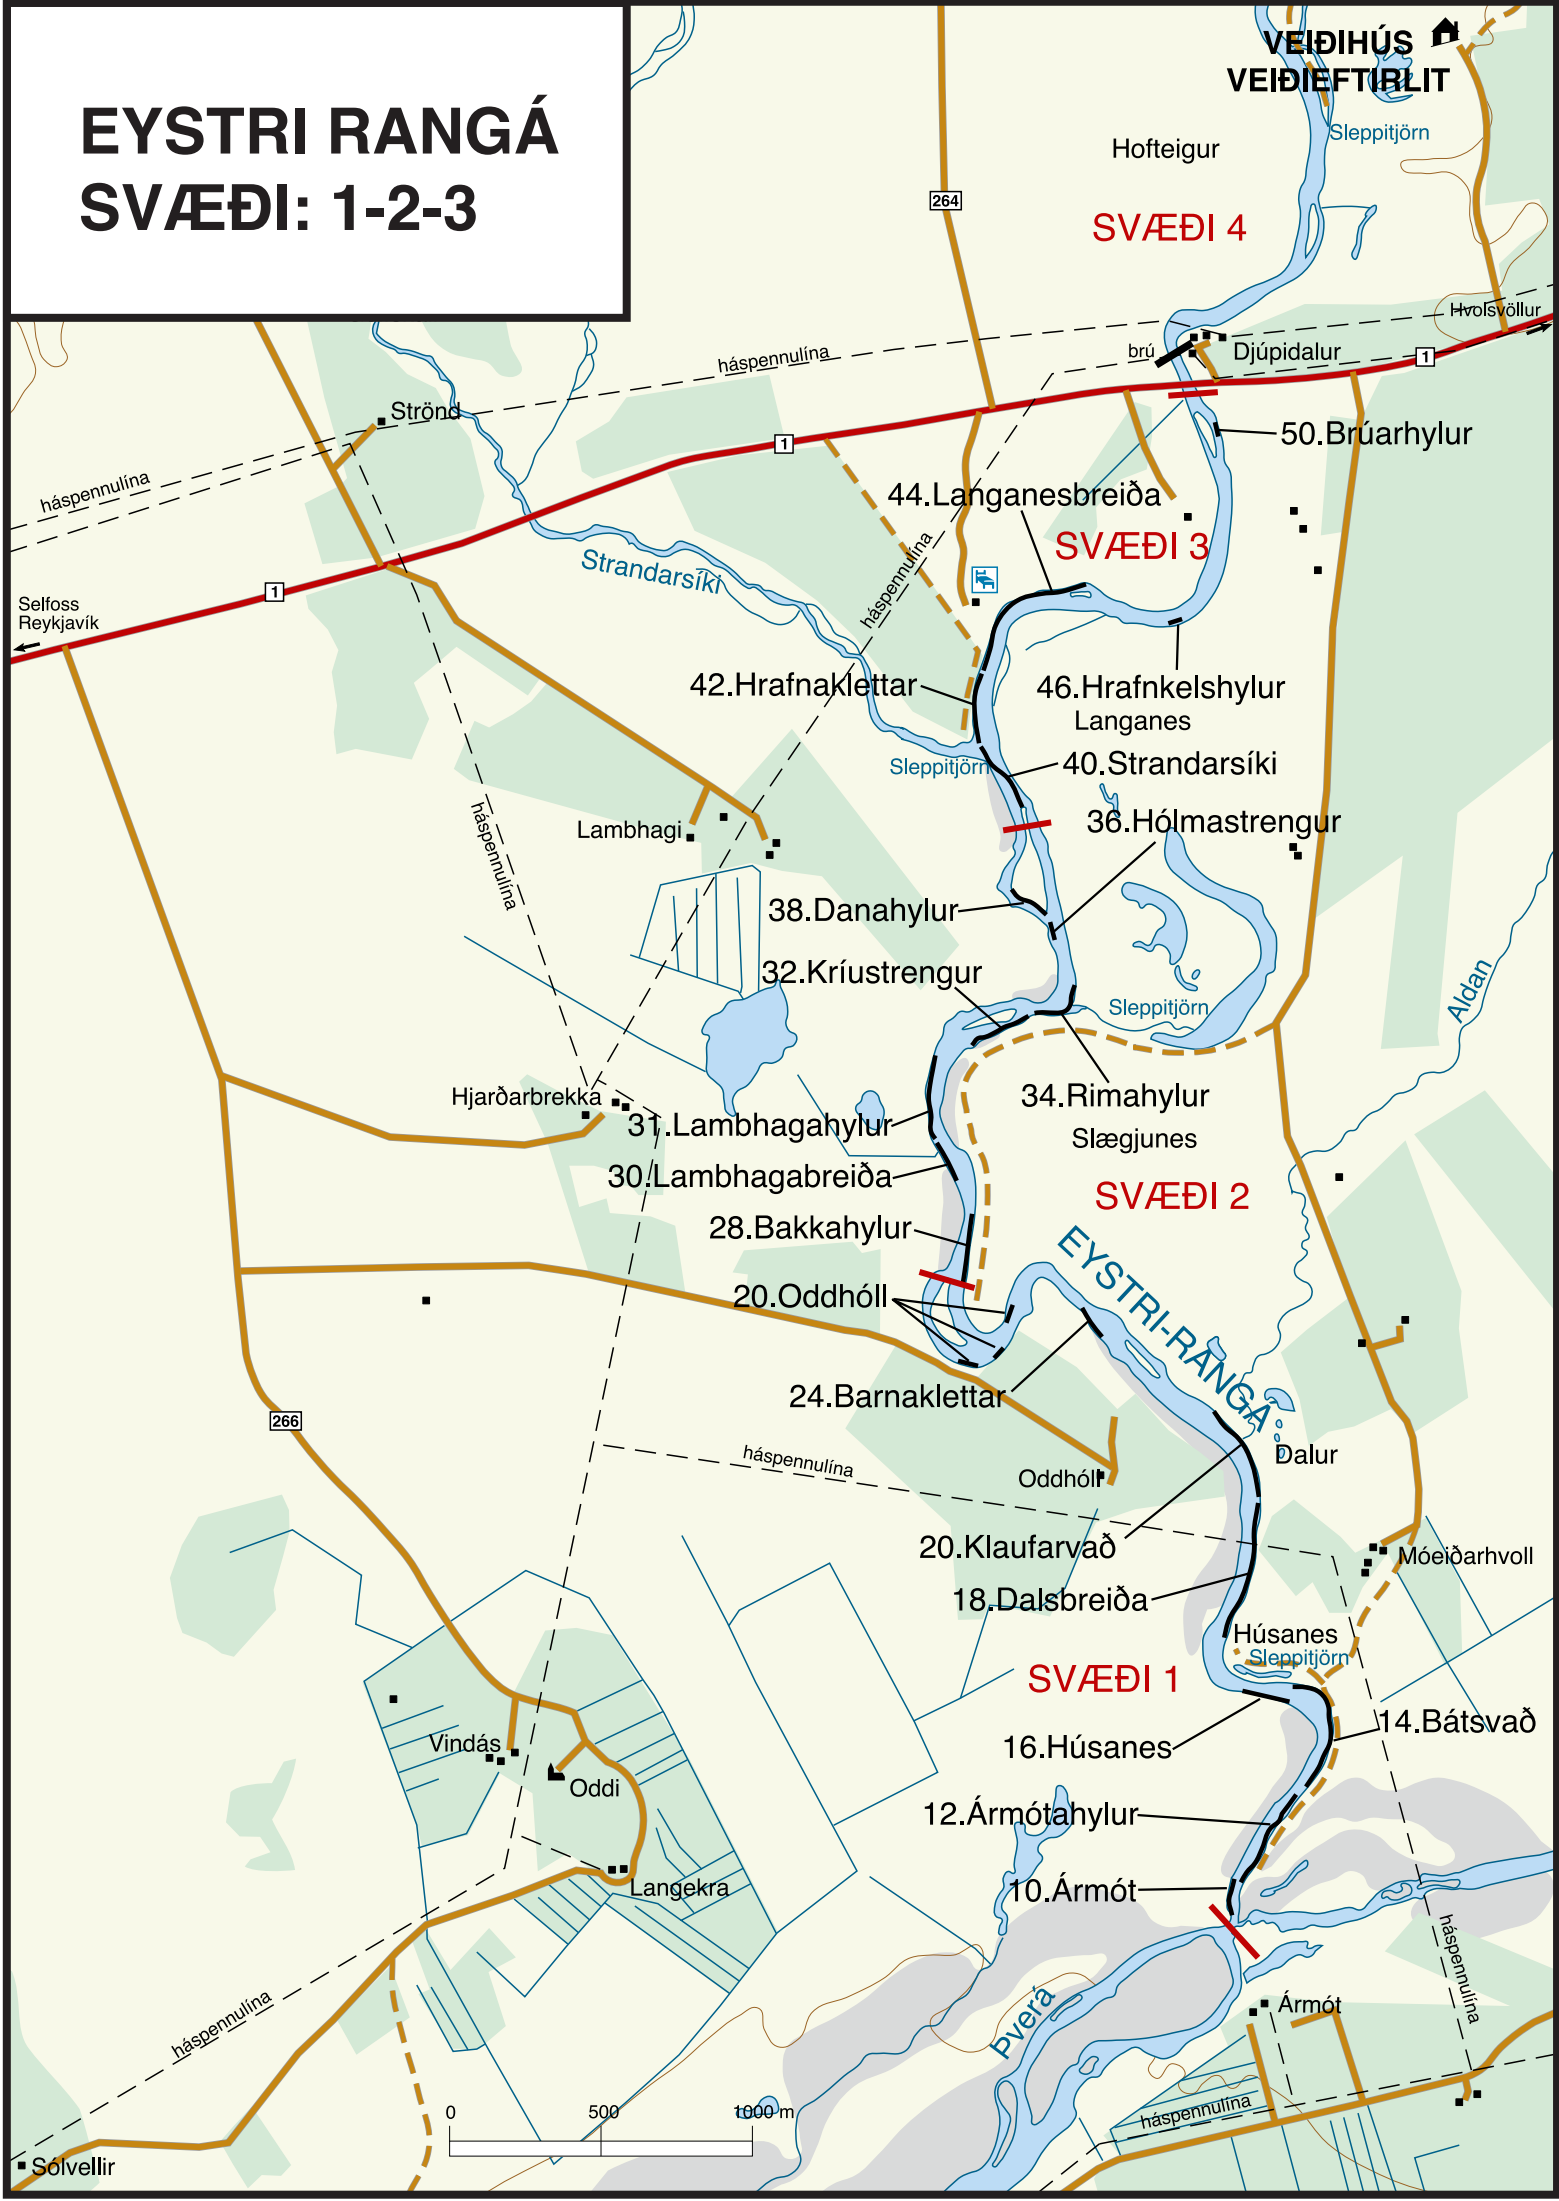 EYSTRI RANGÁ
SVÆÐI: 1-2-3
VEIÐIHÚS
VEIÐIEFTIRLIT
Sleppitjörn
Hofteigur
264
SVÆÐI 4
Hvolsvöllur
háspennulína
brú
Djúpidalur
1
Strönd
50.Brúarhylur
1
háspennulína
44.Langanesbreiða
SVÆÐI 3
háspennulína
Strandarsíki
1
Selfoss
Reykjavík
42.Hrafnaklettar
46.Hrafnkelshylur
Langanes
Sleppitjörn
40.Strandarsíki
36.Hólmastrengur
Lambhagi
háspennulína
38.Danahylur
32.Kríustrengur
Aldan
Sleppitjörn
34.Rimahylur
Hjarðarbrekka
31.Lambhagahylur
Slægjunes
30.Lambhagabreiða
SVÆÐI 2
28.Bakkahylur
EYSTRI-RANGÁ
20.Oddhóll
24.Barnaklettar
266
háspennulína
Dalur
Oddhóll
20.Klaufarvað
Móeiðarhvoll
18.Dalsbreiða
Húsanes
Sleppitjörn
SVÆÐI 1
14.Bátsvað
16.Húsanes
Vindás
Oddi
12.Ármótahylur
Langekra
10.Ármót
háspennulína
Ármót
Þverá
háspennulína
háspennulína
0
500
1000 m
Sólvellir